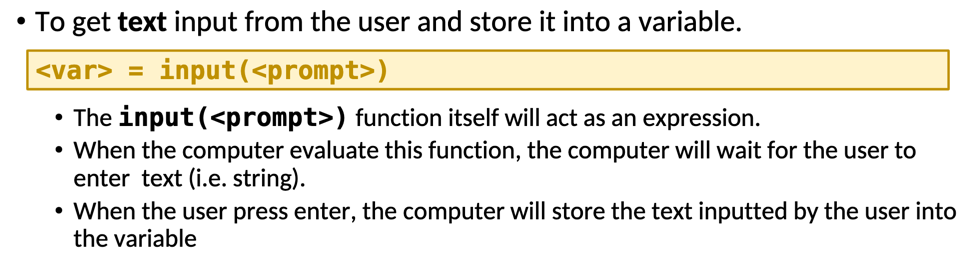 • To get text input from the user and store it into a variable.
<var> = input(<prompt>)
• The input(<prompt>) function itself will act as an expression.
• When the computer evaluate this function, the computer will wait for the user to
enter text (i.e. string).
• When the user press enter, the computer will store the text inputted by the user into
the variable